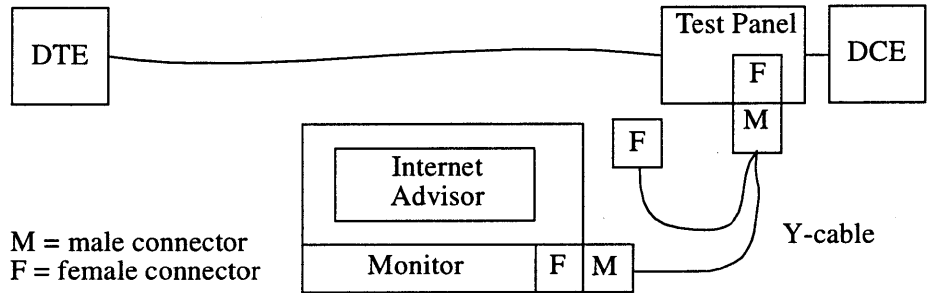 DTE
Test Panel
DCE
F
M
F
Internet
Advisor
Y-cable
M = male connector
F = female connector
Monitor
F
M